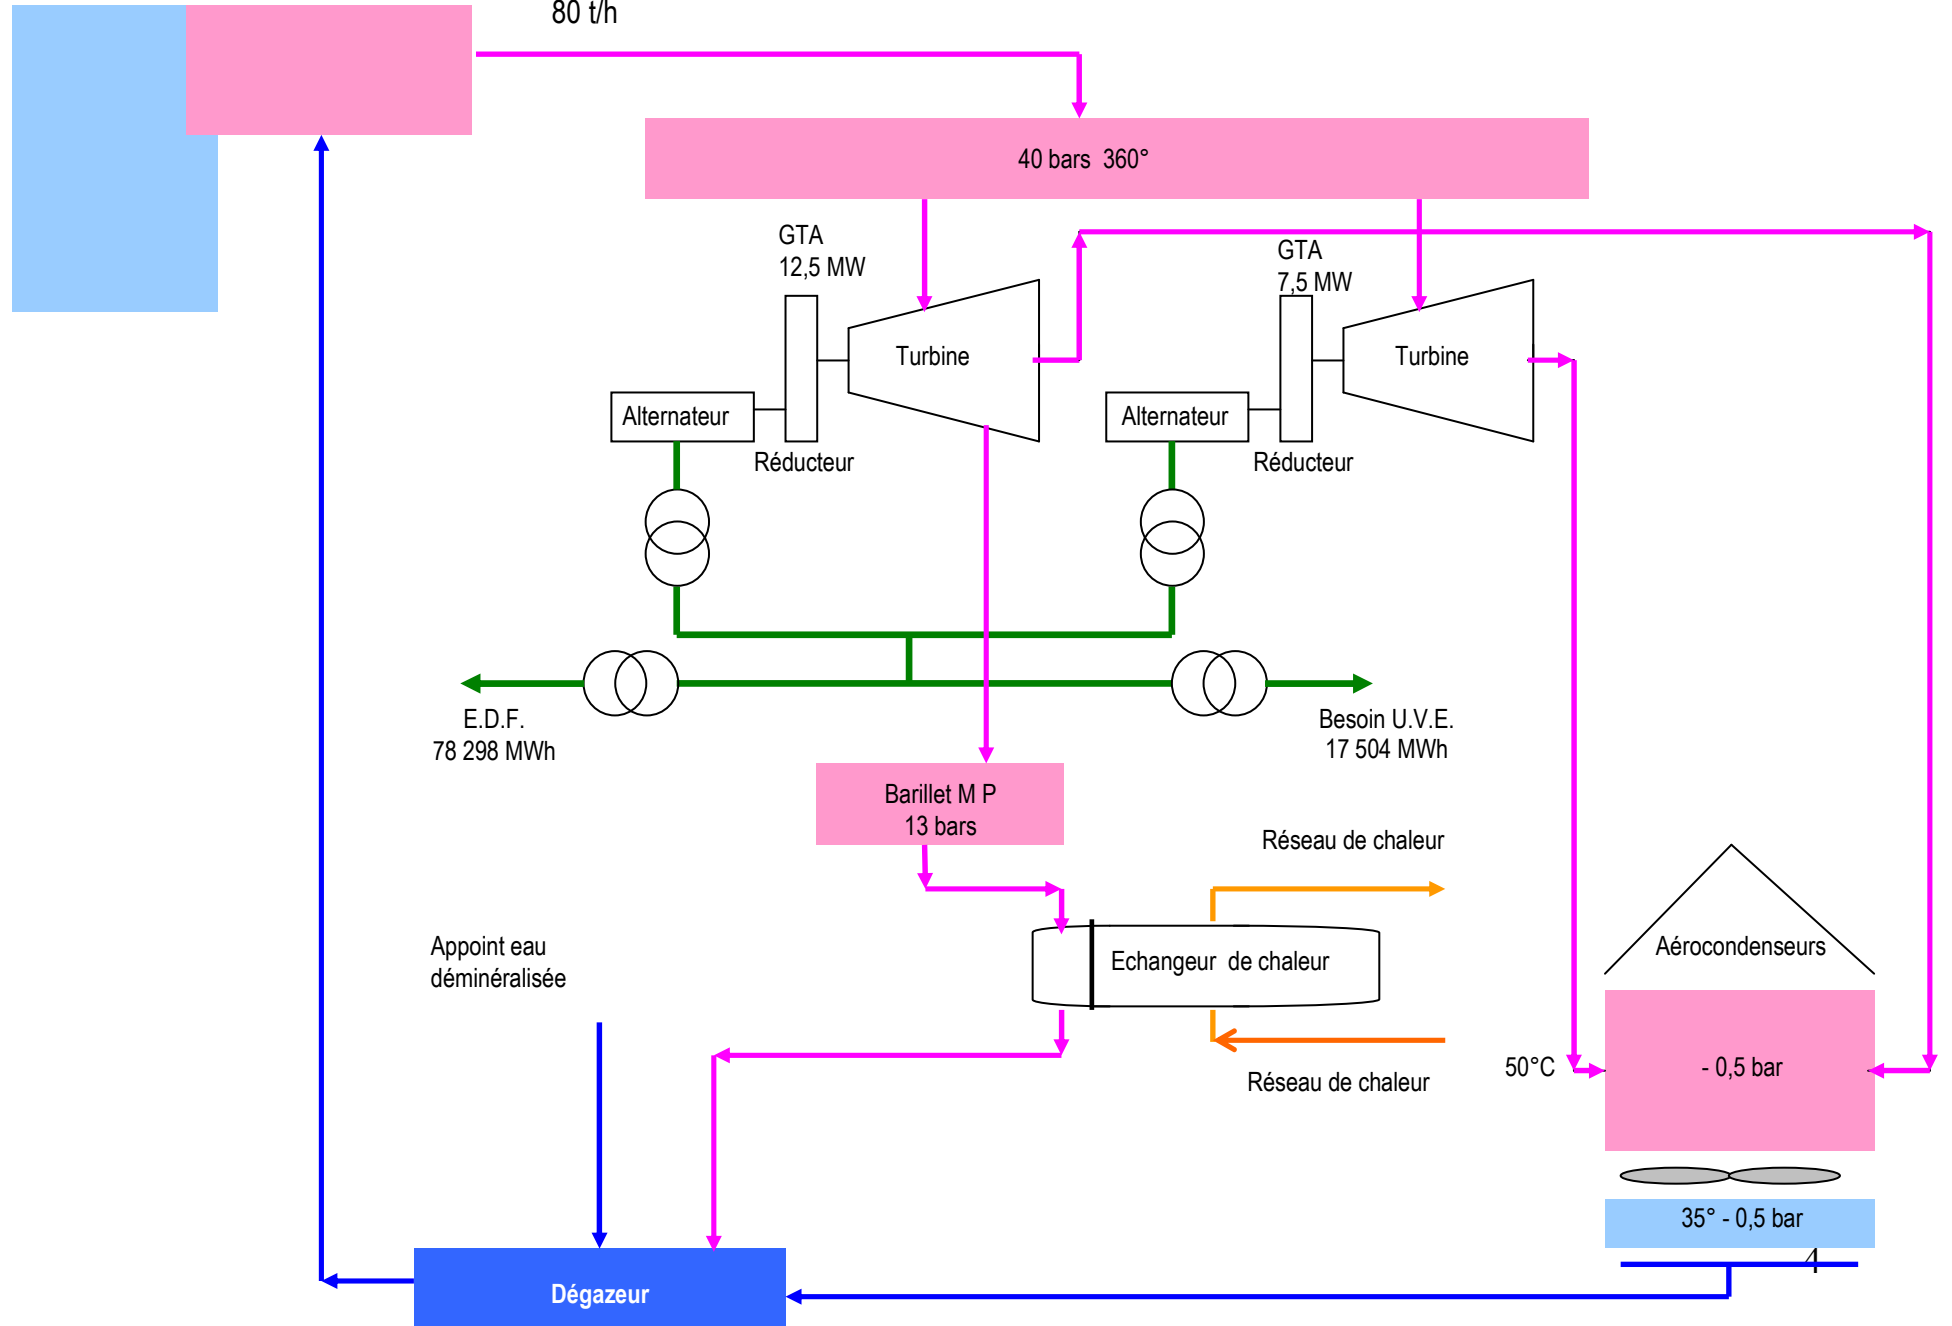 80 t/h
40 bars 360°
GTA
12,5 MW
GTA
7,5 MW
Turbine
Turbine
Alternateur
Alternateur
Réducteur
Réducteur
E.D.F.
78 298 MWh
Besoin U.V.E.
17 504 MWh
Barillet M P
13 bars
Réseau de chaleur
Appoint eau
déminéralisée
Echangeur de chaleur
Aérocondenseurs
50°C
- 0,5 bar
Réseau de chaleur
35° - 0,5 bar
4
Dégazeur